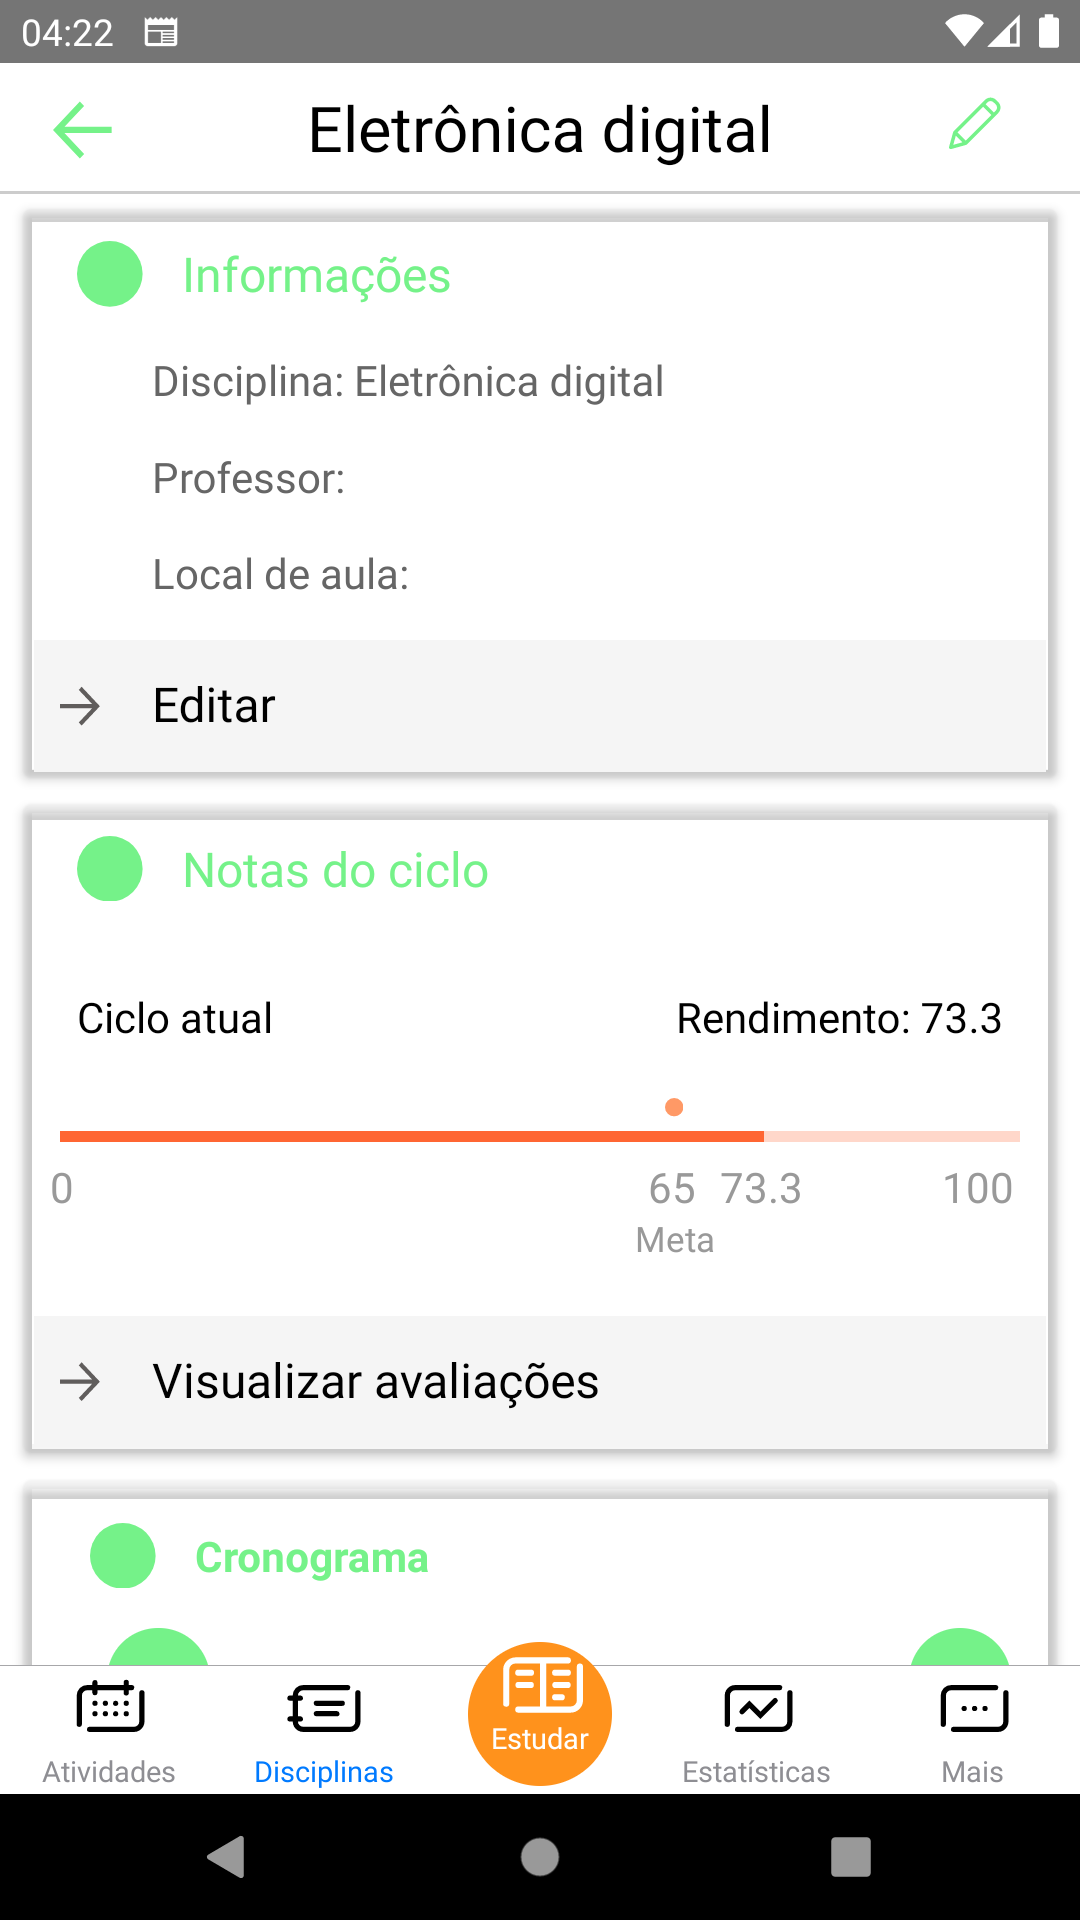 04:22
Eletrônica digital
Informações
Disciplina: Eletrônica digital
Professor:
Local de aula:
Editar
Notas do ciclo
Ciclo atual Rendimento: 73.3
0 65 73.3 100
Meta
Visualizar avaliações
Cronograma
Atividades Disciplinas Estudar Estatísticas Mais